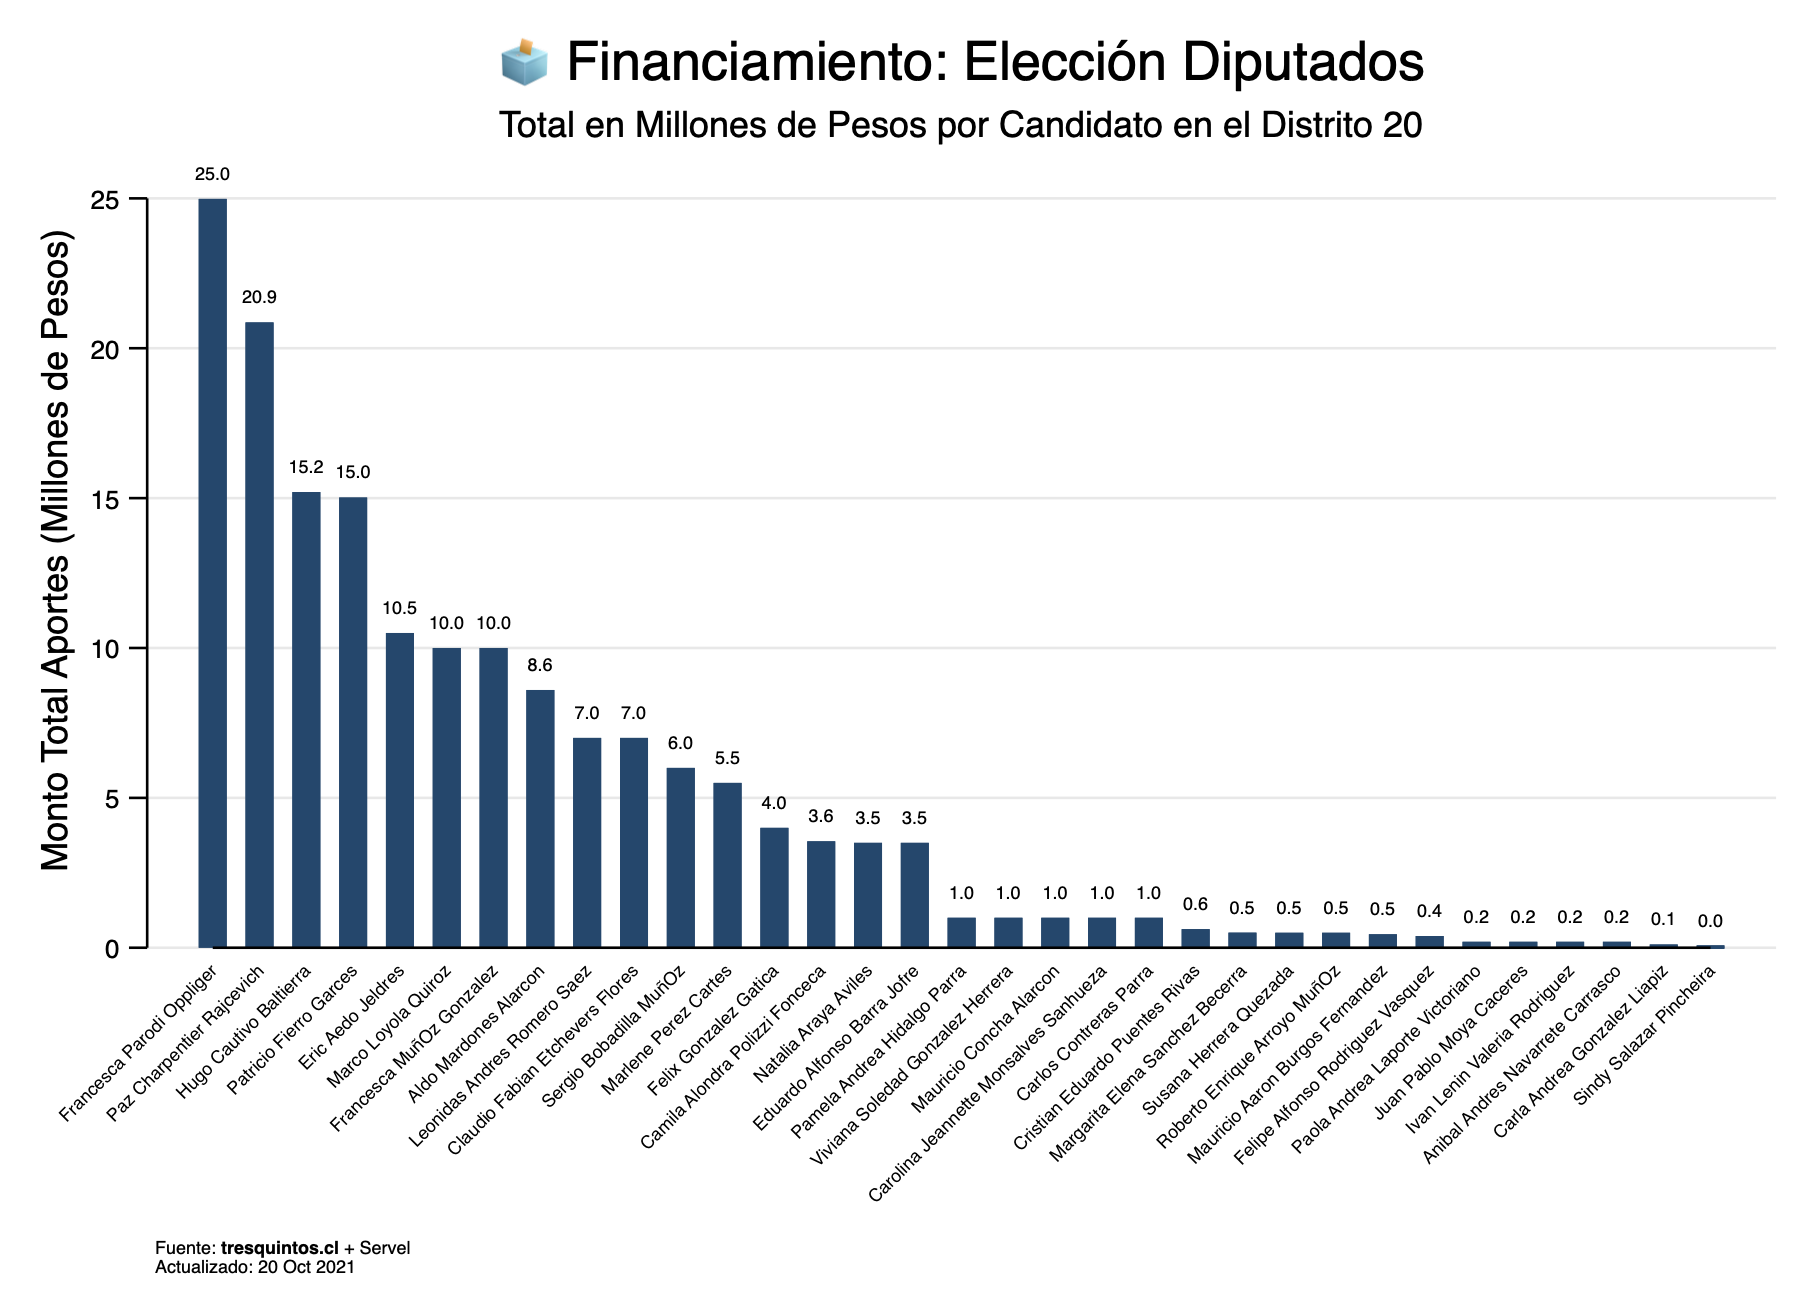 Financiamiento: Elección Diputados
Total en Millones de Pesos por Candidato en el Distrito 20
Monto Total Aportes (Millones de Pesos)
25
20
15
10
5
0
25.0
20.9
15.2
15.0
10.5
10.0
10.0
8.6
7.0
7.0
6.0
5.5
4.0
3.6
3.5
3.5
1.0
1.0
1.0
1.0
1.0
0.6
0.5
0.5
0.5
0.5
0.4
0.2
0.2
0.2
0.2
0.1
0.0
Francesca Parodi Oppliger
Paz Charpentier Rajcevich
Hugo Cautivo Baltierra
Patricio Fierro Garces
Eric Aedo Jeldres
Marco Loyola Quiroz
Francesca MuñOz Gonzalez
Aldo Mardones Alarcon
Leonidas Andres Romero Saez
Claudio Fabian Etchevers Flores
Sergio Bobadilla MuñOz
Marlene Perez Cartes
Felix Gonzalez Gatica
Camila Alondra Polizzi Fonceca
Natalia Araya Aviles
Eduardo Alfonso Barra Jofre
Pamela Andrea Hidalgo Parra
Viviana Soledad Gonzalez Herrera
Mauricio Concha Alarcon
Carolina Jeannette Monsalves Sanhueza
Carlos Contreras Parra
Cristian Eduardo Puentes Rivas
Margarita Elena Sanchez Becerra
Susana Herrera Quezada
Roberto Enrique Arroyo MuñOz
Mauricio Aaron Burgos Fernandez
Felipe Alfonso Rodriguez Vasquez
Paola Andrea Laporte Victoriano
Juan Pablo Moya Caceres
Ivan Lenin Valeria Rodriguez
Anibal Andres Navarrete Carrasco
Carla Andrea Gonzalez Liapiz
Sindy Salazar Pincheira
Fuente: tresquintos.cl + Servel
Actualizado: 20 Oct 2021